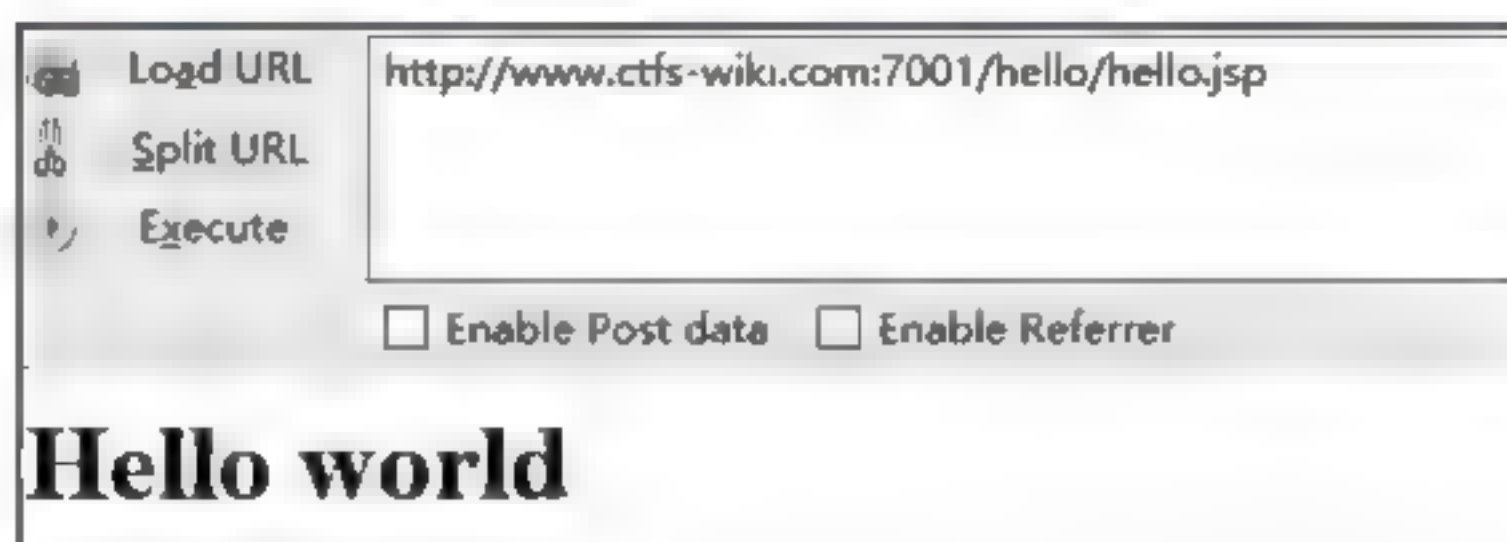 Load URL
http://www.ctfs-wiki.com:7001/hello/hello.jsp
Split URL
Execute
Enable Post data
Enable Referrer
Hello world